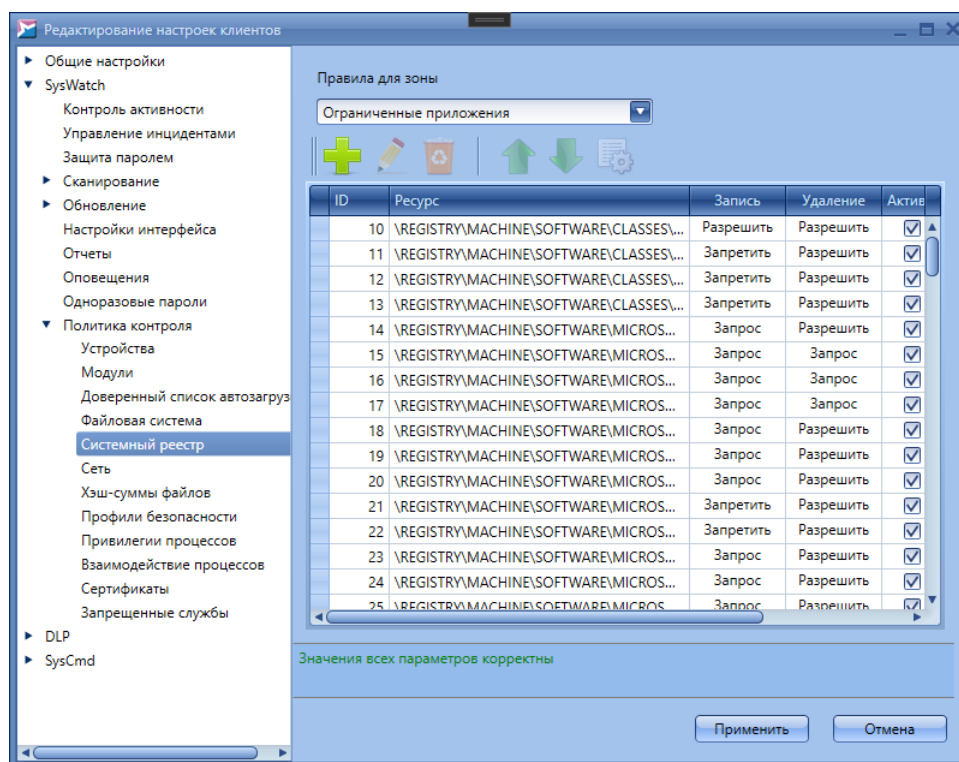 Редактирование настроек клиентов
Общие настройки
SysWatch
Контроль активности
Управление инцидентами
Защита паролем
Сканирование
Обновление
Настройки интерфейса
Отчеты
Оповещения
Одноразовые пароли
Политика контроля
Устройства
Модули
Доверенный список автозагруз
Файловая система
Системный реестр
Сеть
Хэш-суммы файлов
Профили безопасности
Привилегии процессов
Взаимодействие процессов
Сертификаты
Запрещенные службы
DLP
SysCmd
Правила для зоны
Ограниченные приложения
ID Ресурс Запись Удаление Актив
10 \REGISTRY\MACHINE\SOFTWARE\CLASSES\... Разрешить Разрешить
11 \REGISTRY\MACHINE\SOFTWARE\CLASSES\... Запретить Разрешить
12 \REGISTRY\MACHINE\SOFTWARE\CLASSES\... Запретить Разрешить
13 \REGISTRY\MACHINE\SOFTWARE\CLASSES\... Запретить Разрешить
14 \REGISTRY\MACHINE\SOFTWARE\MICROS... Запрос Разрешить
15 \REGISTRY\MACHINE\SOFTWARE\MICROS... Запрос Запрос
16 \REGISTRY\MACHINE\SOFTWARE\MICROS... Запрос Запрос
17 \REGISTRY\MACHINE\SOFTWARE\MICROS... Запрос Запрос
18 \REGISTRY\MACHINE\SOFTWARE\MICROS... Запрос Разрешить
19 \REGISTRY\MACHINE\SOFTWARE\MICROS... Запрос Разрешить
20 \REGISTRY\MACHINE\SOFTWARE\MICROS... Запрос Разрешить
21 \REGISTRY\MACHINE\SOFTWARE\MICROS... Запретить Разрешить
22 \REGISTRY\MACHINE\SOFTWARE\MICROS... Запретить Разрешить
23 \REGISTRY\MACHINE\SOFTWARE\MICROS... Запрос Разрешить
24 \REGISTRY\MACHINE\SOFTWARE\MICROS... Запрос Разрешить
25 \REGISTRY\MACHINE\SOFTWARE\MICROS... Запрос Разрешить
Значения всех параметров корректны
Применить Отмена